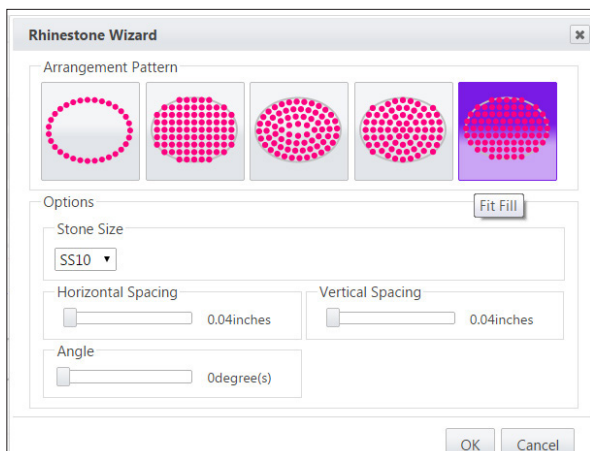 Rhinestone Wizard
Arrangement Pattern
Fit Fill
Options
Stone Size
SS10
Horizontal Spacing
0.04inches
Vertical Spacing
0.04inches
Angle
0degree(s)
OK
Cancel